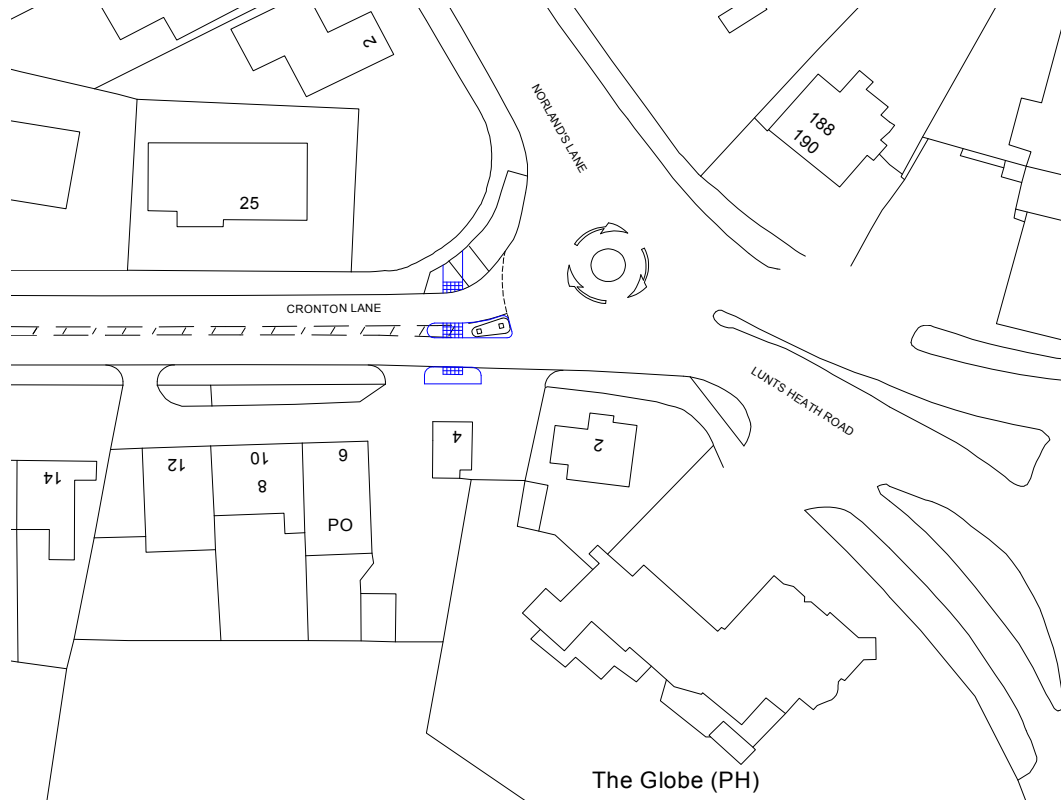 2
NORLAND'S LANE
188
190
25
CRONTON LANE
LUNTS HEATH ROAD
14
12
10
8
6
4
2
PO
The Globe (PH)